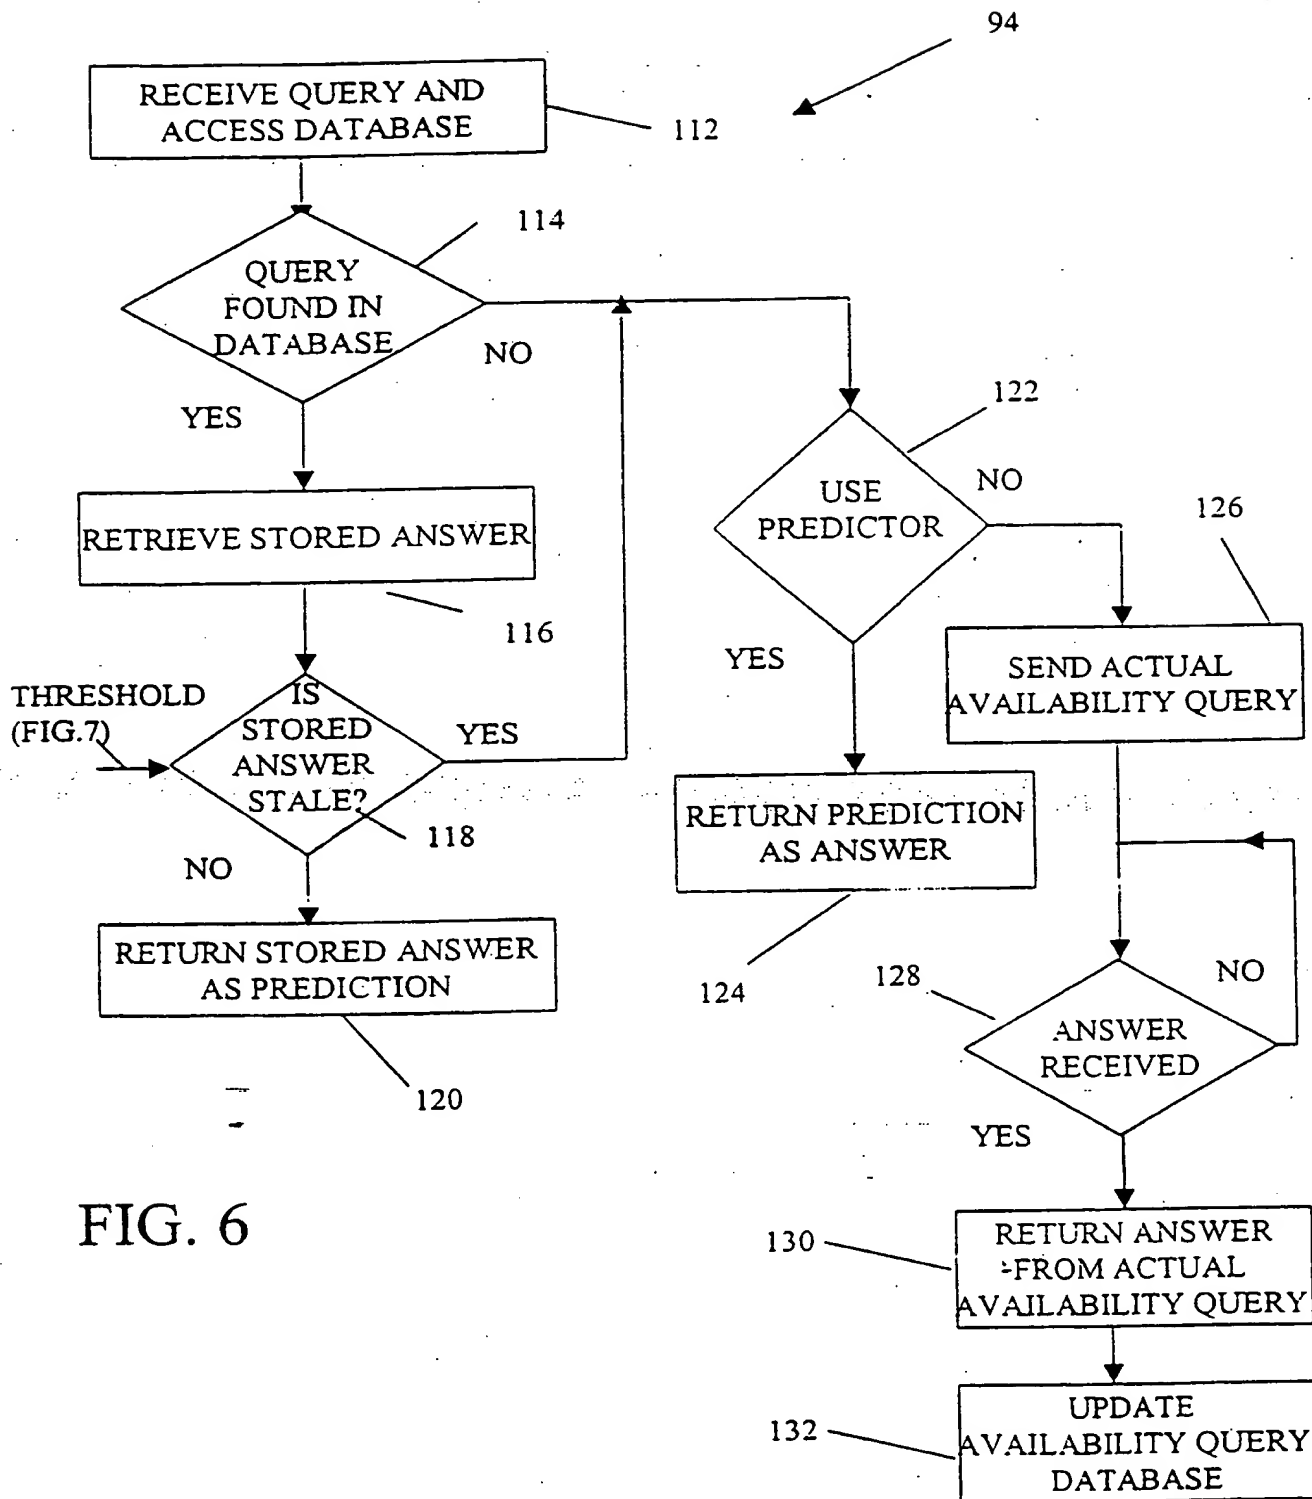 94
RECEIVE QUERY AND
ACCESS DATABASE
112
114
QUERY
FOUND IN
DATABASE
NO
YES
122
USE
PREDICTOR
NO
126
RETRIEVE STORED ANSWER
116
YES
SEND ACTUAL
AVAILABILITY QUERY
THRESHOLD
(FIG.7)
IS
STORED
ANSWER
STALE?
YES
118
NO
RETURN PREDICTION
AS ANSWER
124
RETURN STORED ANSWER
AS PREDICTION
120
128
ANSWER
RECEIVED
NO
YES
FIG. 6
130
RETURN ANSWER
FROM ACTUAL
AVAILABILITY QUERY
132
UPDATE
AVAILABILITY QUERY
DATABASE